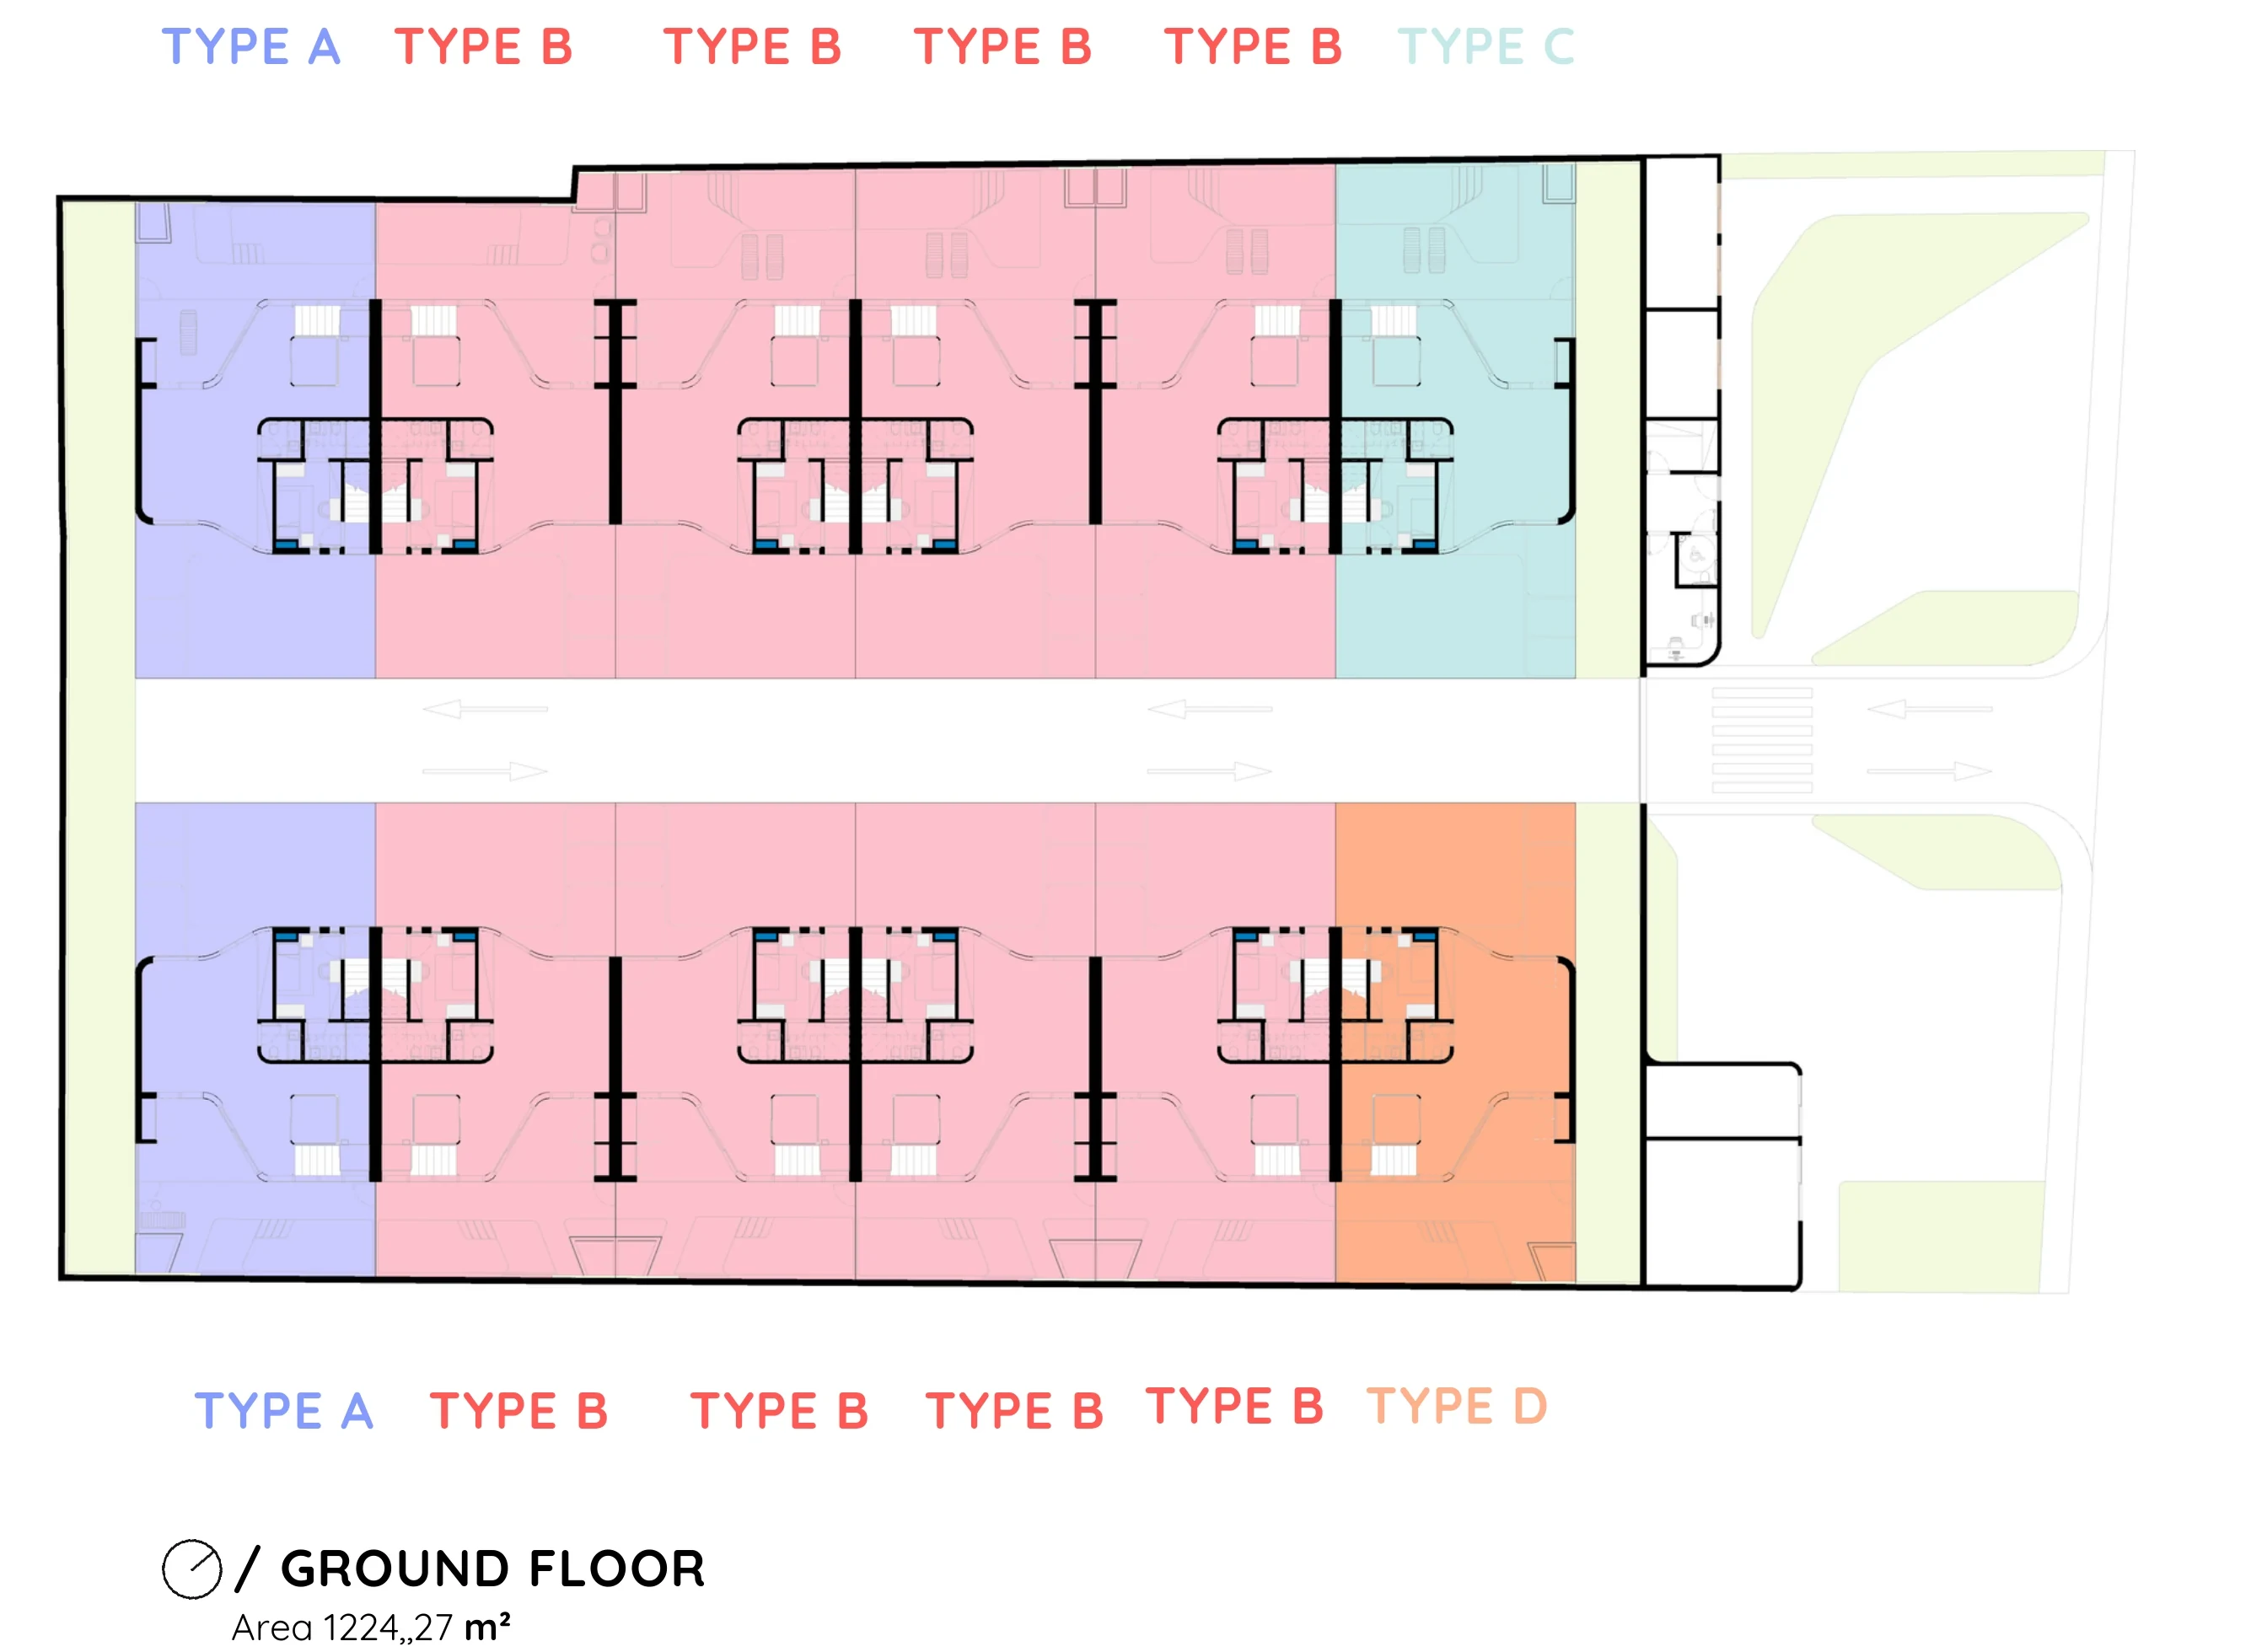 TYPE A TYPE B TYPE B TYPE B TYPE B TYPE C
TYPE A TYPE B TYPE B TYPE B TYPE B TYPE D
/ GROUND FLOOR
Area 1224,,27 m²